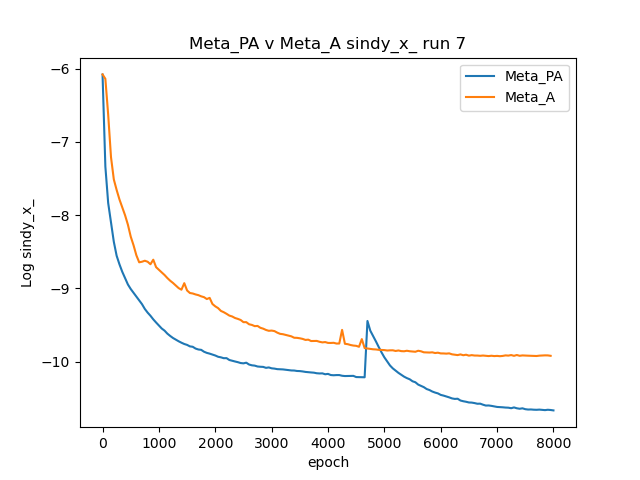 Meta_PA v Meta_A sindy_x_ run 7
Meta_PA
Meta_A
Log sindy_x_
−6
−7
−8
−9
−10
0
1000
2000
3000
4000
5000
6000
7000
8000
epoch